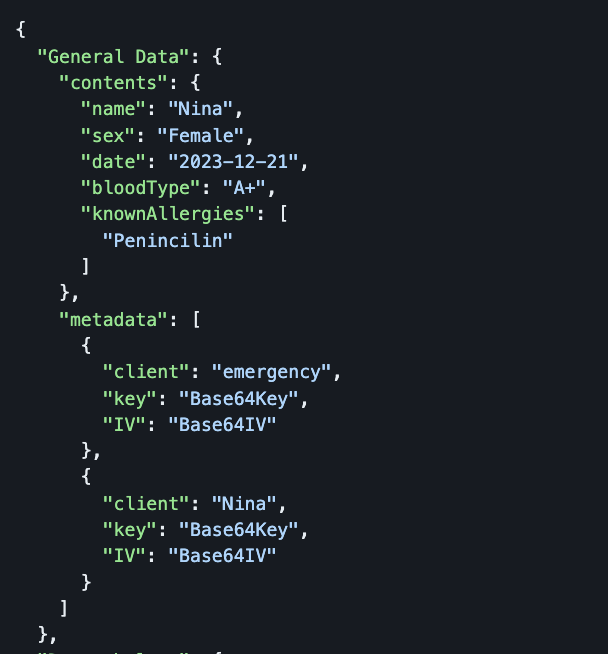 {
"General Data": {
"contents": {
"name": "Nina",
"sex": "Female",
"date": "2023-12-21",
"bloodType": "A+",
"knownAllergies": [
"Penincilin"
]
},
"metadata": [
{
"client": "emergency",
"key": "Base64Key",
"IV": "Base64IV"
},
{
"client": "Nina",
"key": "Base64Key",
"IV": "Base64IV"
}
]
},